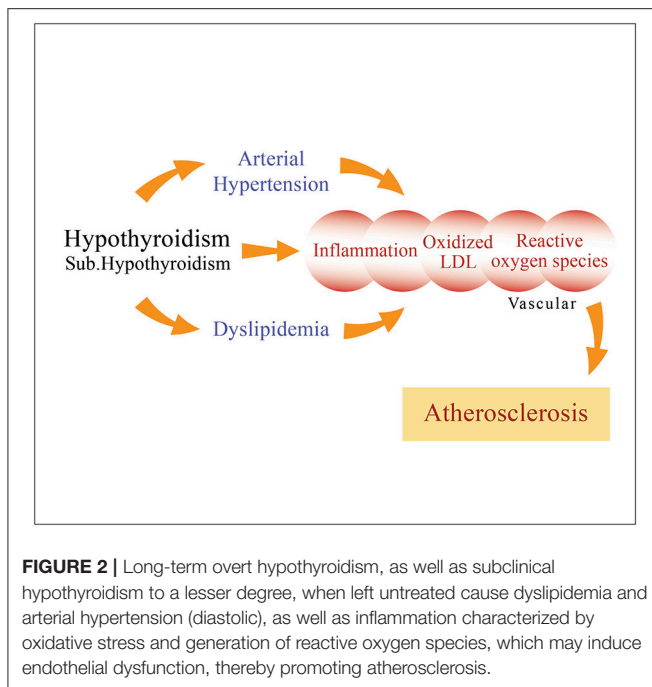 Arterial
Hypertension
Hypothyroidism
Sub.Hypothyroidism
Inflammation
Oxidized
LDL
Reactive
oxygen species
Vascular
Dyslipidemia
Atherosclerosis
FIGURE 2 | Long-term overt hypothyroidism, as well as subclinical
hypothyroidism to a lesser degree, when left untreated cause dyslipidemia and
arterial hypertension (diastolic), as well as inflammation characterized by
oxidative stress and generation of reactive oxygen species, which may induce
endothelial dysfunction, thereby promoting atherosclerosis.